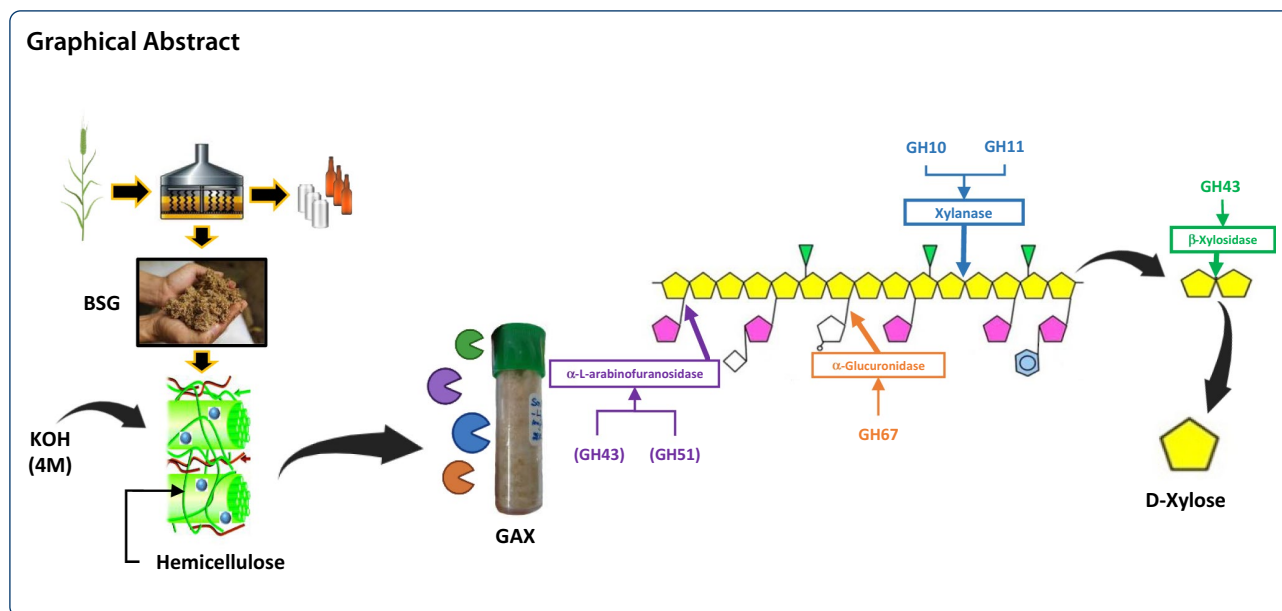 Graphical Abstract
BSG
KOH
(4M)
Hemicellulose
GAX
α-L-arabinofuranosidase
(GH43)
(GH51)
GH10
GH11
Xylanase
α-Glucuronidase
GH67
GH43
β-Xylosidase
D-Xylose